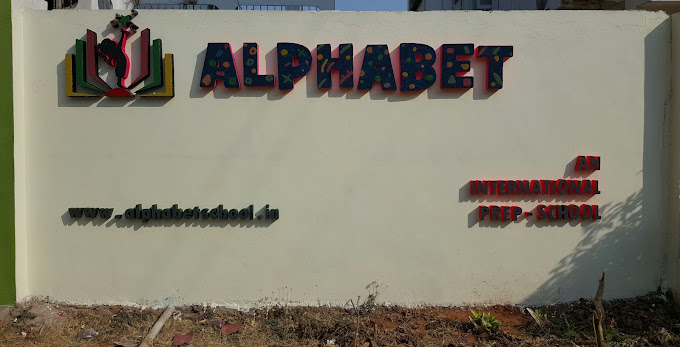 ALPHABET
AN
INTERNATIONAL
PREP-SCHOOL
www.alphabetschool.in